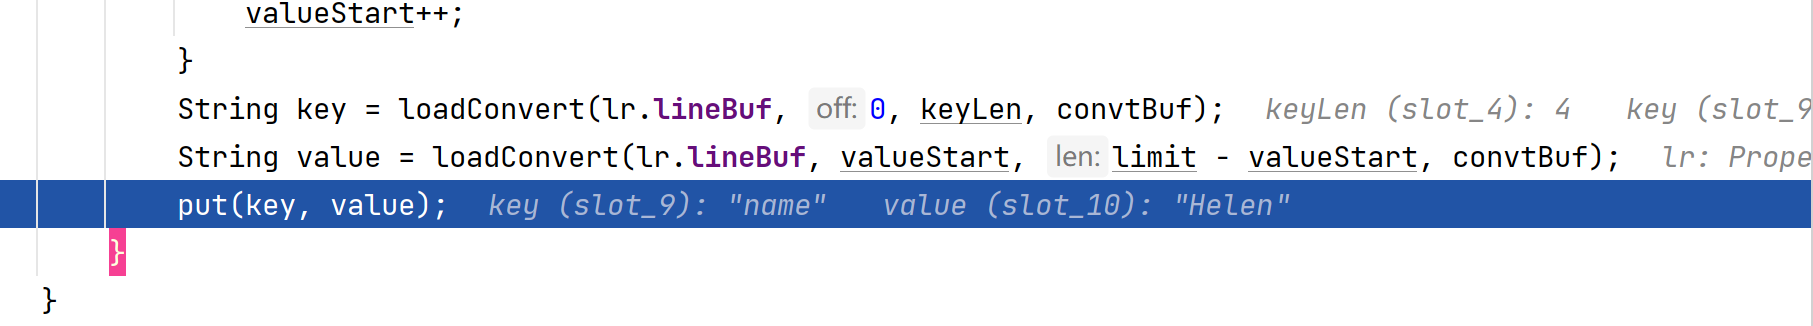 valueStart++;
}
String key = loadConvert(lr.lineBuf, off: 0, keyLen, convtBuf); keyLen (slot_4): 4 key (slot_9
String value = loadConvert(lr.lineBuf, valueStart, len: limit - valueStart, convtBuf); lr: Prope
put(key, value); key (slot_9): "name" value (slot_10): "Helen"
}
}